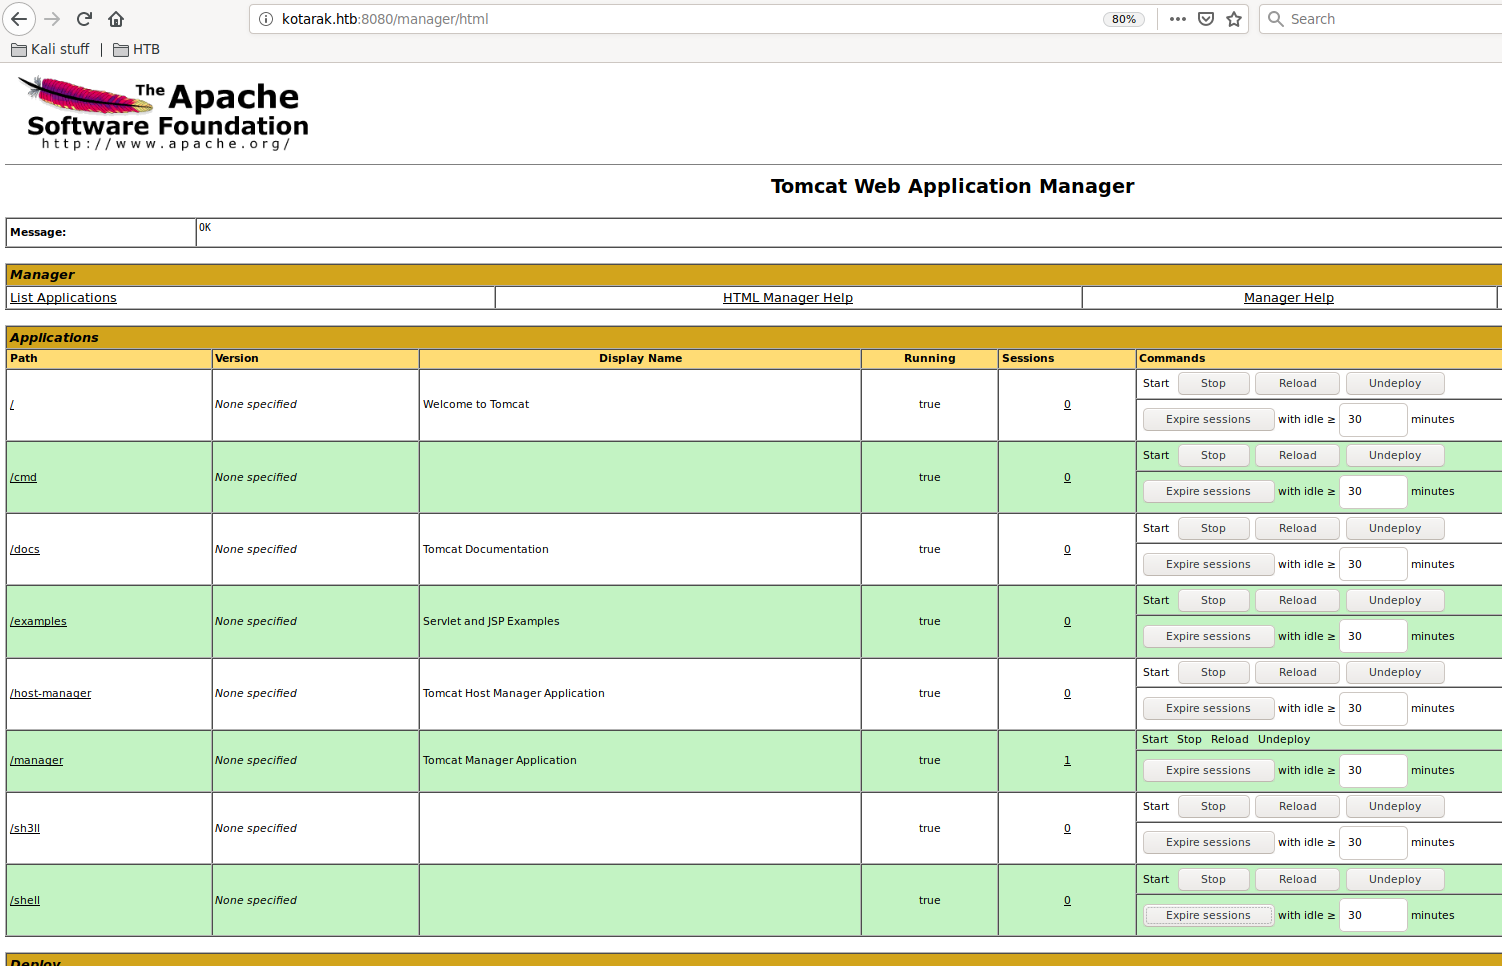 kotarak.htb:8080/manager/html 80% Search
Kali stuff | HTB
The Apache
Software Foundation
http://www.apache.org/
Tomcat Web Application Manager
Message: OK
Manager
List Applications HTML Manager Help Manager Help
Applications
Path Version Display Name Running Sessions Commands
/ None specified Welcome to Tomcat true 0 Start Stop Reload Undeploy
Expire sessions with idle ≥ 30 minutes
/cmd None specified true 0 Start Stop Reload Undeploy
Expire sessions with idle ≥ 30 minutes
/docs None specified Tomcat Documentation true 0 Start Stop Reload Undeploy
Expire sessions with idle ≥ 30 minutes
/examples None specified Servlet and JSP Examples true 0 Start Stop Reload Undeploy
Expire sessions with idle ≥ 30 minutes
/host-manager None specified Tomcat Host Manager Application true 0 Start Stop Reload Undeploy
Expire sessions with idle ≥ 30 minutes
/manager None specified Tomcat Manager Application true 1 Start Stop Reload Undeploy
Expire sessions with idle ≥ 30 minutes
/sh3ll None specified true 0 Start Stop Reload Undeploy
Expire sessions with idle ≥ 30 minutes
/shell None specified true 0 Start Stop Reload Undeploy
Expire sessions with idle ≥ 30 minutes
Deploy